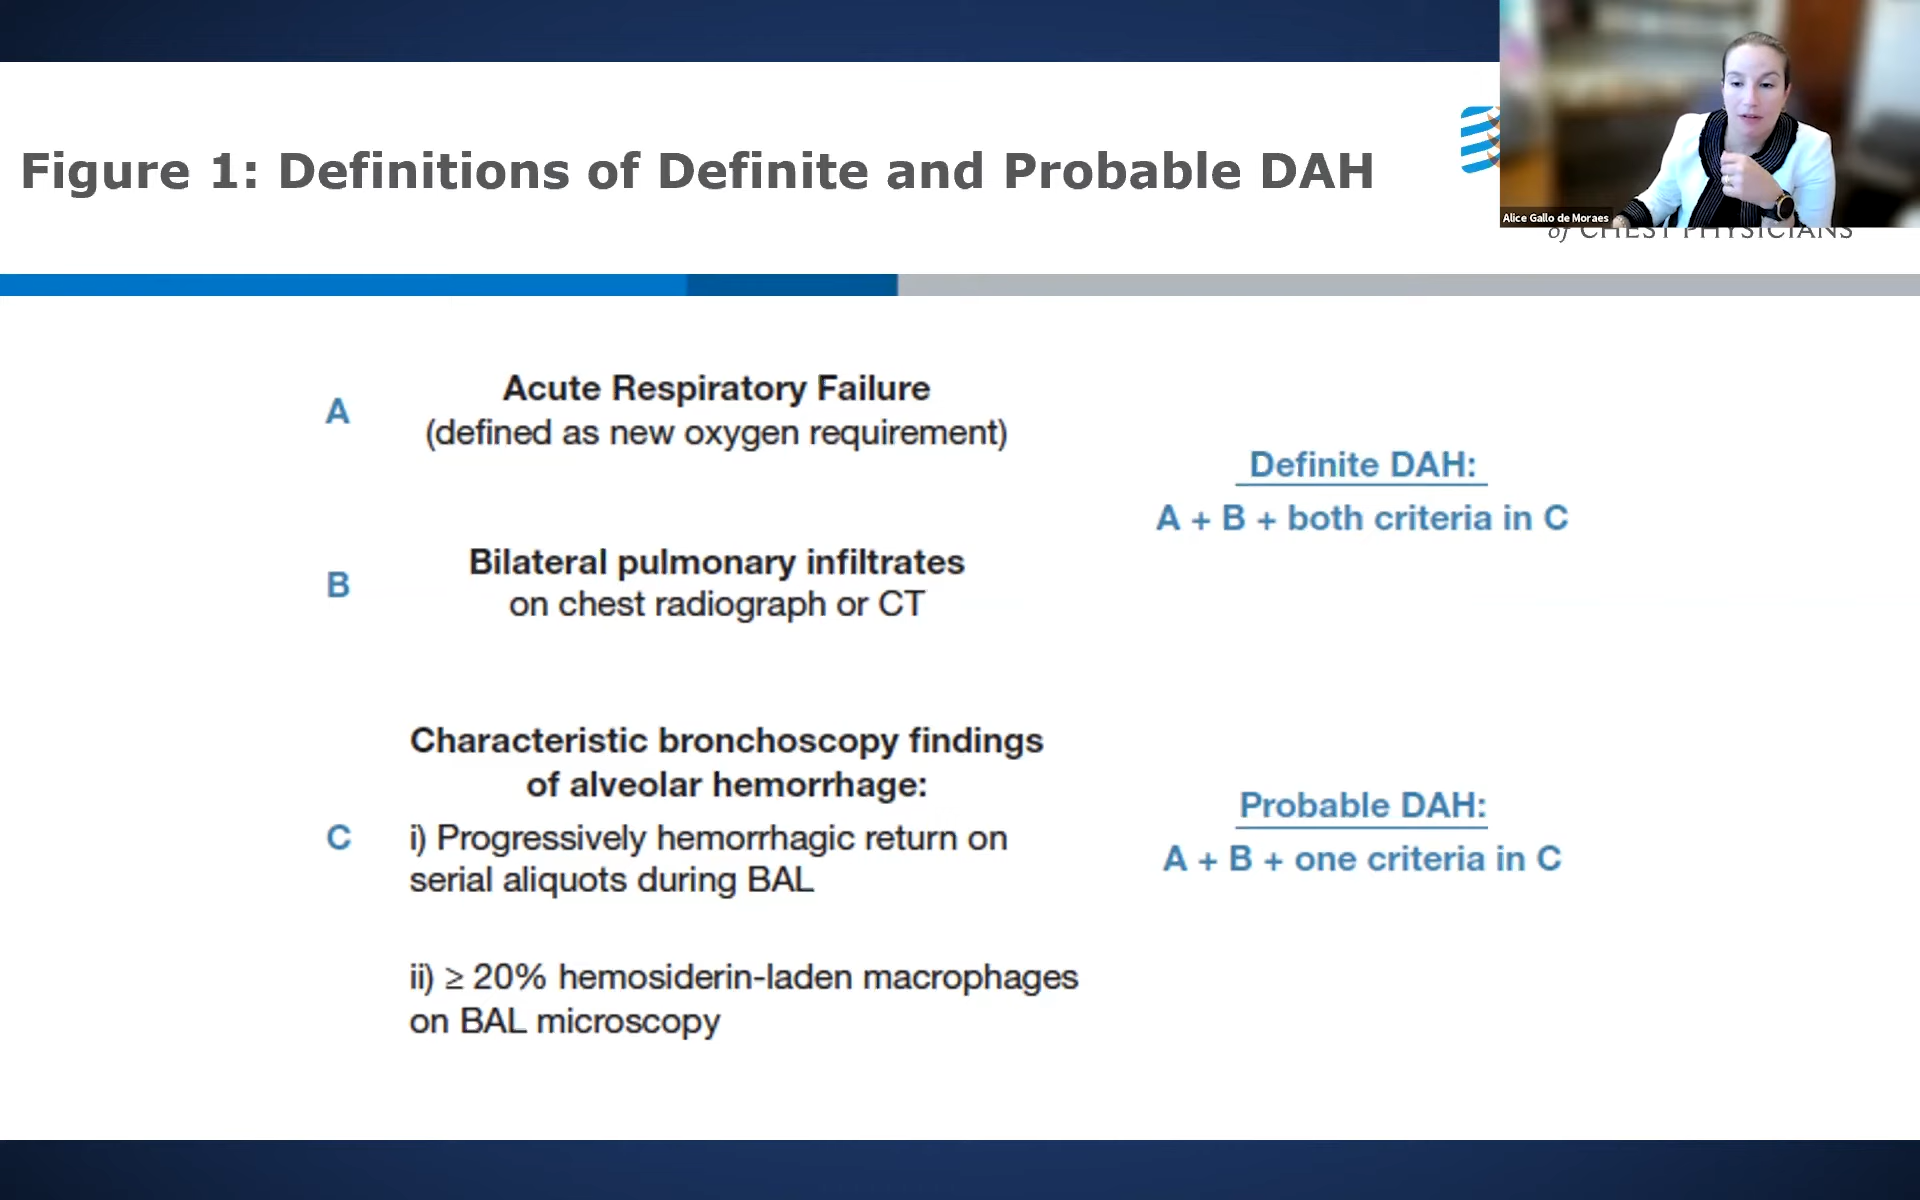 Figure 1: Definitions of Definite and Probable DAH
Alice Gallo de Moraes
of CHEST PHYSICIANS
A
Acute Respiratory Failure
(defined as new oxygen requirement)
B
Bilateral pulmonary infiltrates
on chest radiograph or CT
C
Characteristic bronchoscopy findings
of alveolar hemorrhage:
i) Progressively hemorrhagic return on
serial aliquots during BAL
ii) ≥ 20% hemosiderin-laden macrophages
on BAL microscopy
Definite DAH:
A + B + both criteria in C
Probable DAH:
A + B + one criteria in C